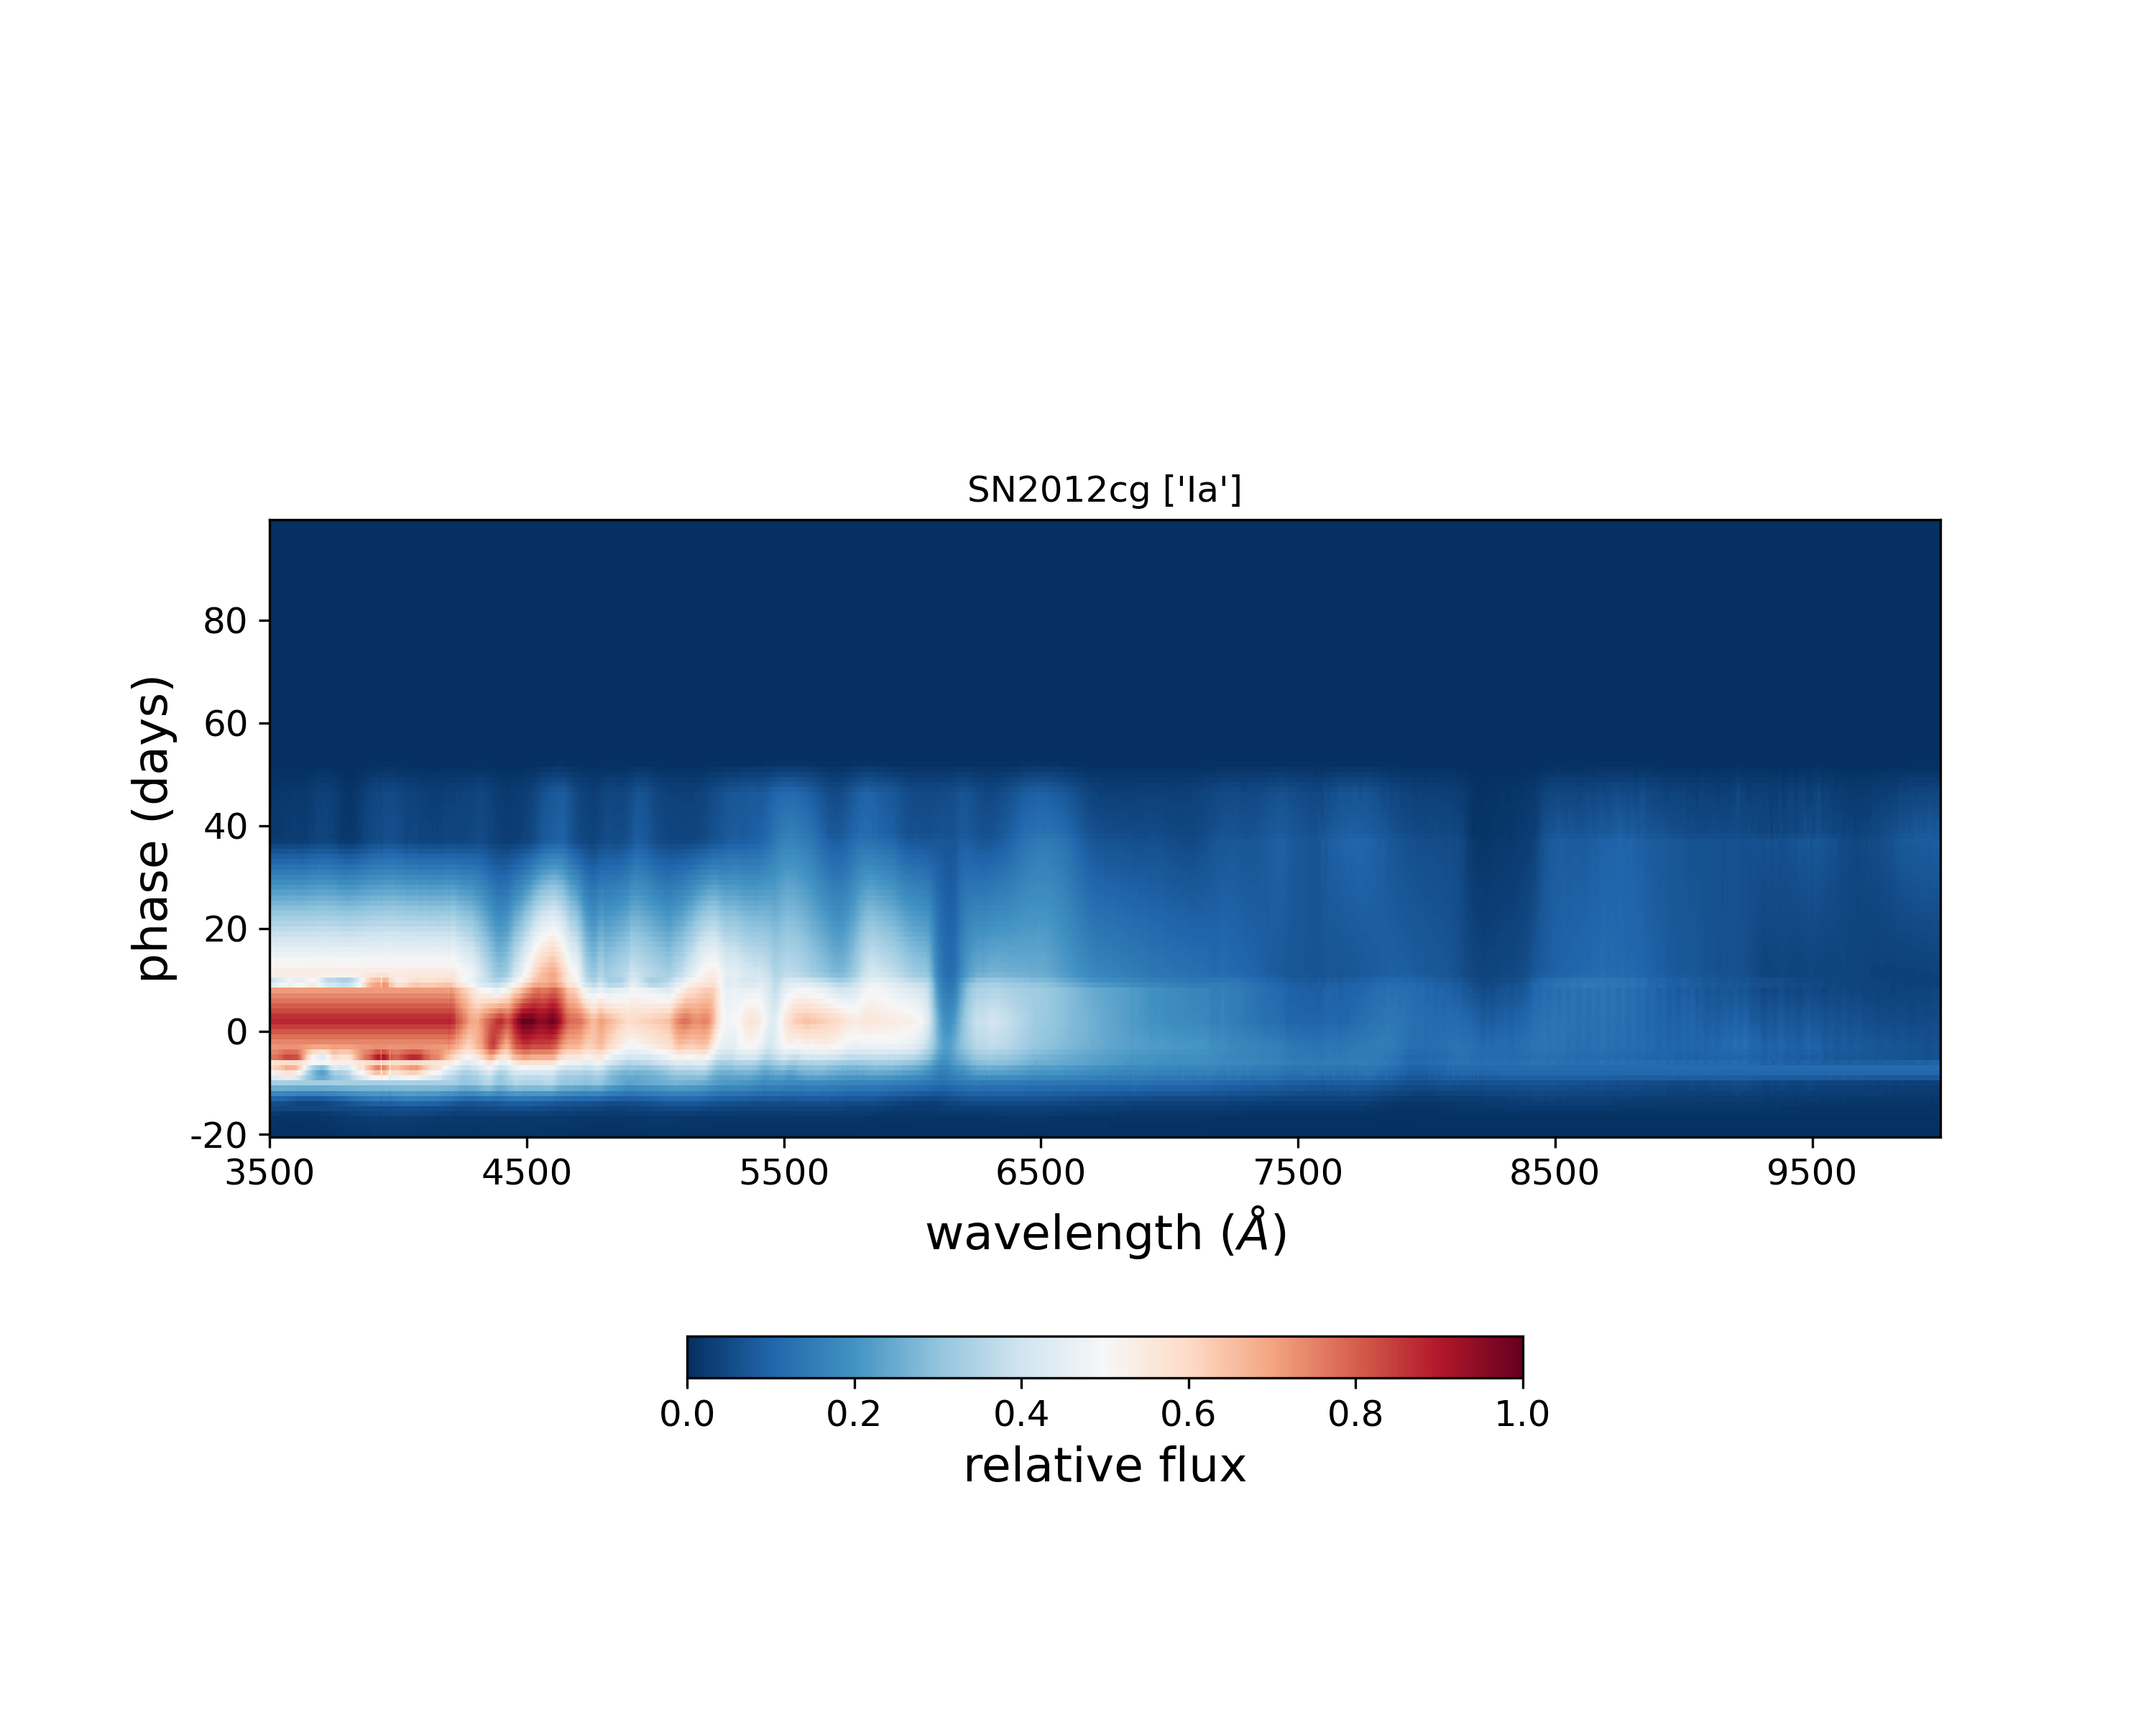 SN2012cg ['Ia']
phase (days)
80
60
40
20
0
-20
3500 4500 5500 6500 7500 8500 9500
wavelength (Å)
0.0 0.2 0.4 0.6 0.8 1.0
relative flux